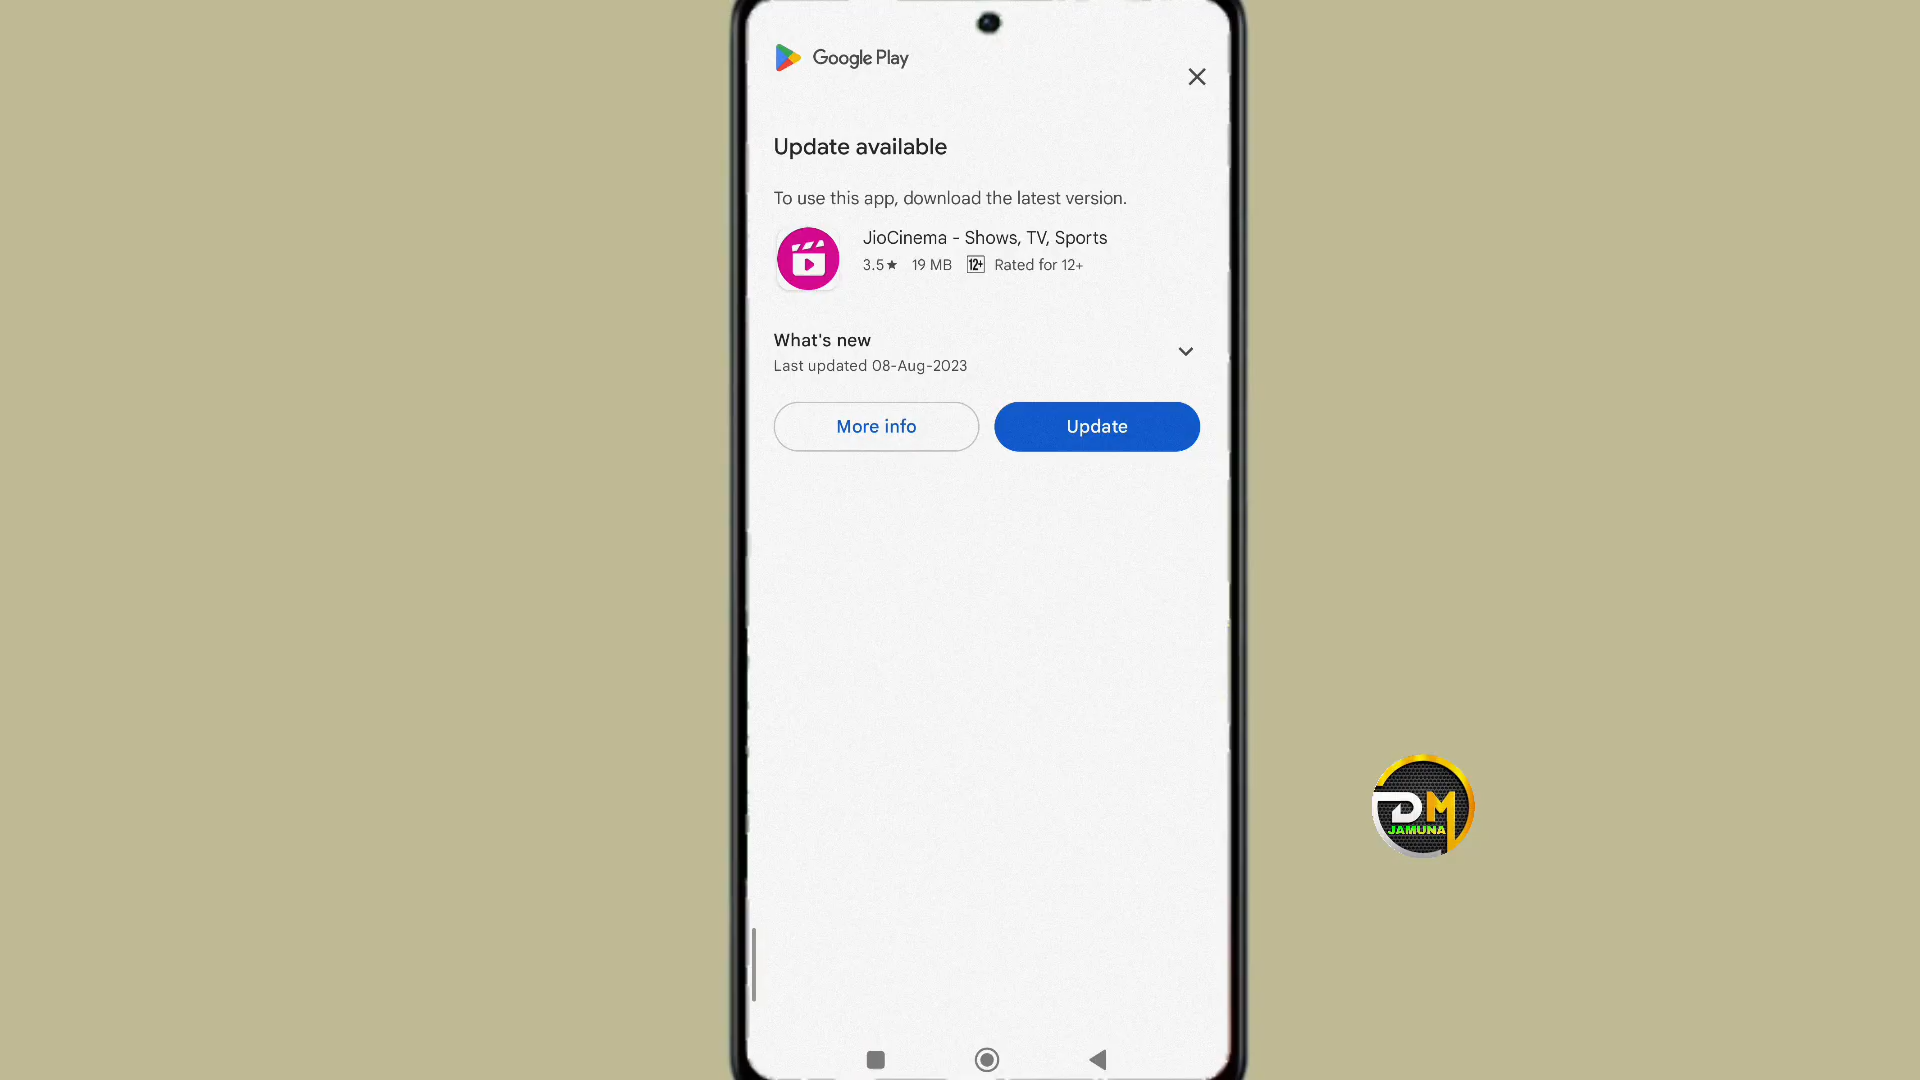 Google Play
Update available
To use this app, download the latest version.
JioCinema - Shows, TV, Sports
3.5★ 19 MB 12+ Rated for 12+
What's new
Last updated 08-Aug-2023
More info
Update
DM
JAMUNA